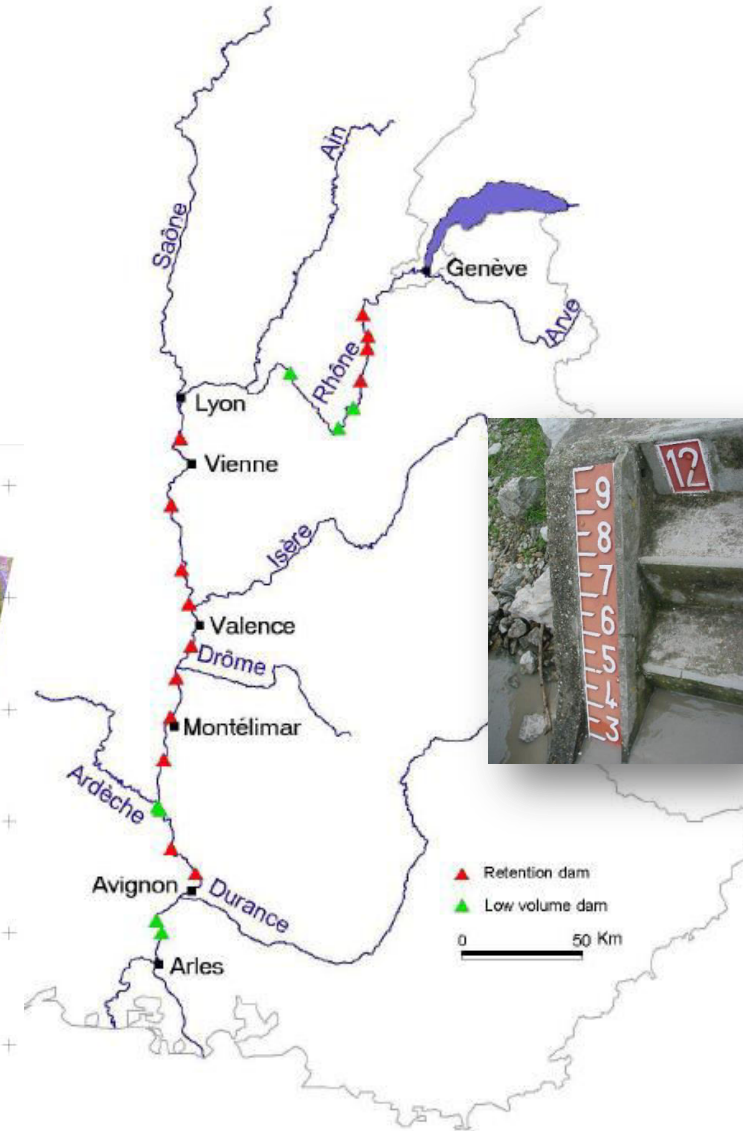 Ain
Saône
Genève
Arve
Rhône
Lyon
Vienne
12
9
8
7
6
5
4
3
Isère
Valence
Drôme
Montélimar
Ardèche
Retention dam
Avignon
Durance
Low volume dam
0 50 Km
Arles